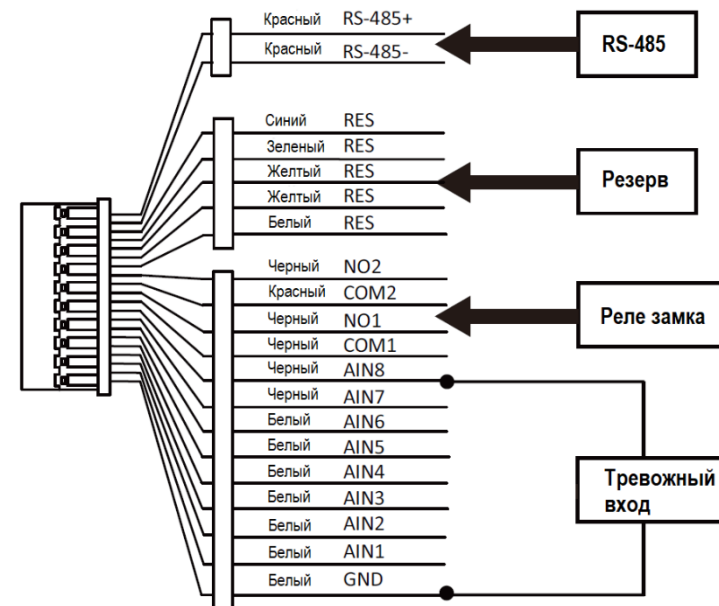 Красный RS-485+
Красный RS-485-
RS-485
Синий RES
Зеленый RES
Желтый RES
Желтый RES
Белый RES
Резерв
Черный NO2
Красный COM2
Черный NO1
Черный COM1
Реле замка
Черный AIN8
Черный AIN7
Белый AIN6
Белый AIN5
Белый AIN4
Белый AIN3
Белый AIN2
Белый AIN1
Белый GND
Тревожный
вход